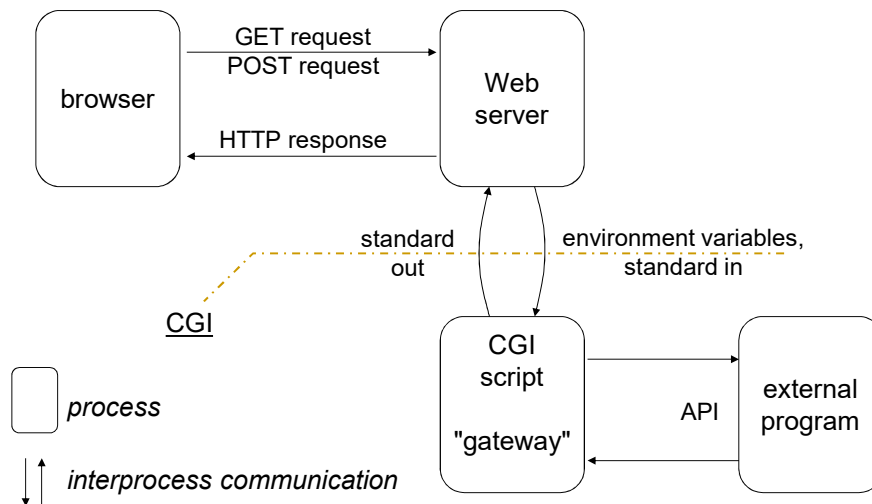 GET request
POST request
browser
Web
server
HTTP response
standard
out
environment variables,
standard in
CGI
CGI
script
"gateway"
API
external
program
process
interprocess communication